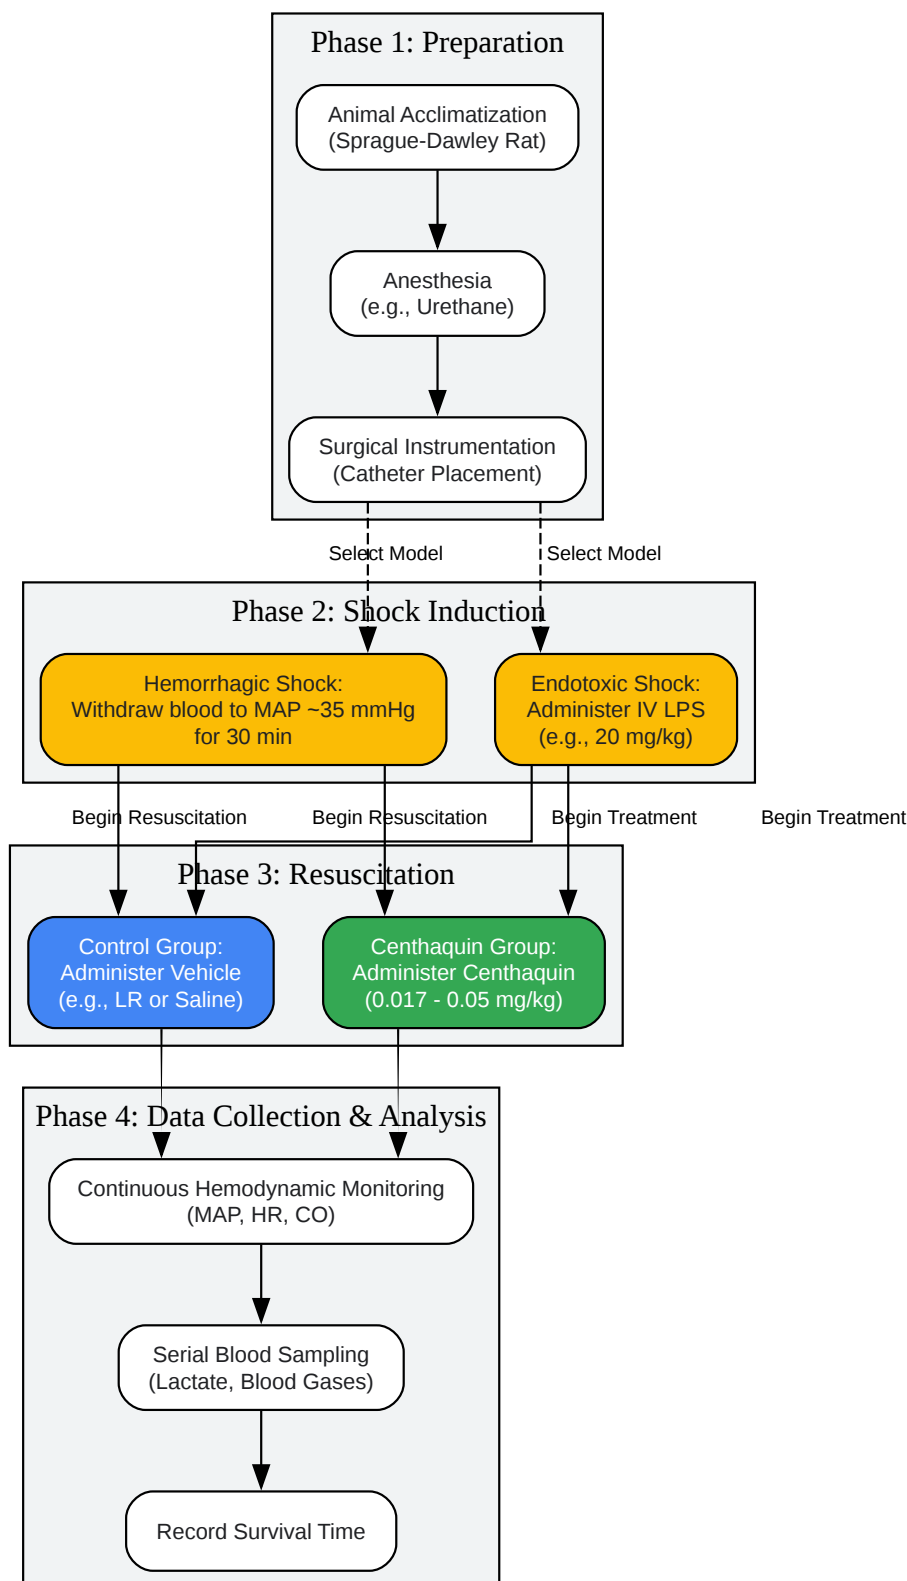 Phase 1: Preparation
Animal Acclimatization
(Sprague-Dawley Rat)
Anesthesia
(e.g., Urethane)
Surgical Instrumentation
(Catheter Placement)
Select Model
Select Model
Phase 2: Shock Induction
Hemorrhagic Shock:
Withdraw blood to MAP ~35 mmHg
for 30 min
Endotoxic Shock:
Administer IV LPS
(e.g., 20 mg/kg)
Begin Resuscitation
Begin Resuscitation
Begin Treatment
Begin Treatment
Phase 3: Resuscitation
Control Group:
Administer Vehicle
(e.g., LR or Saline)
Centhaquin Group:
Administer Centhaquin
(0.017 - 0.05 mg/kg)
Phase 4: Data Collection & Analysis
Continuous Hemodynamic Monitoring
(MAP, HR, CO)
Serial Blood Sampling
(Lactate, Blood Gases)
Record Survival Time